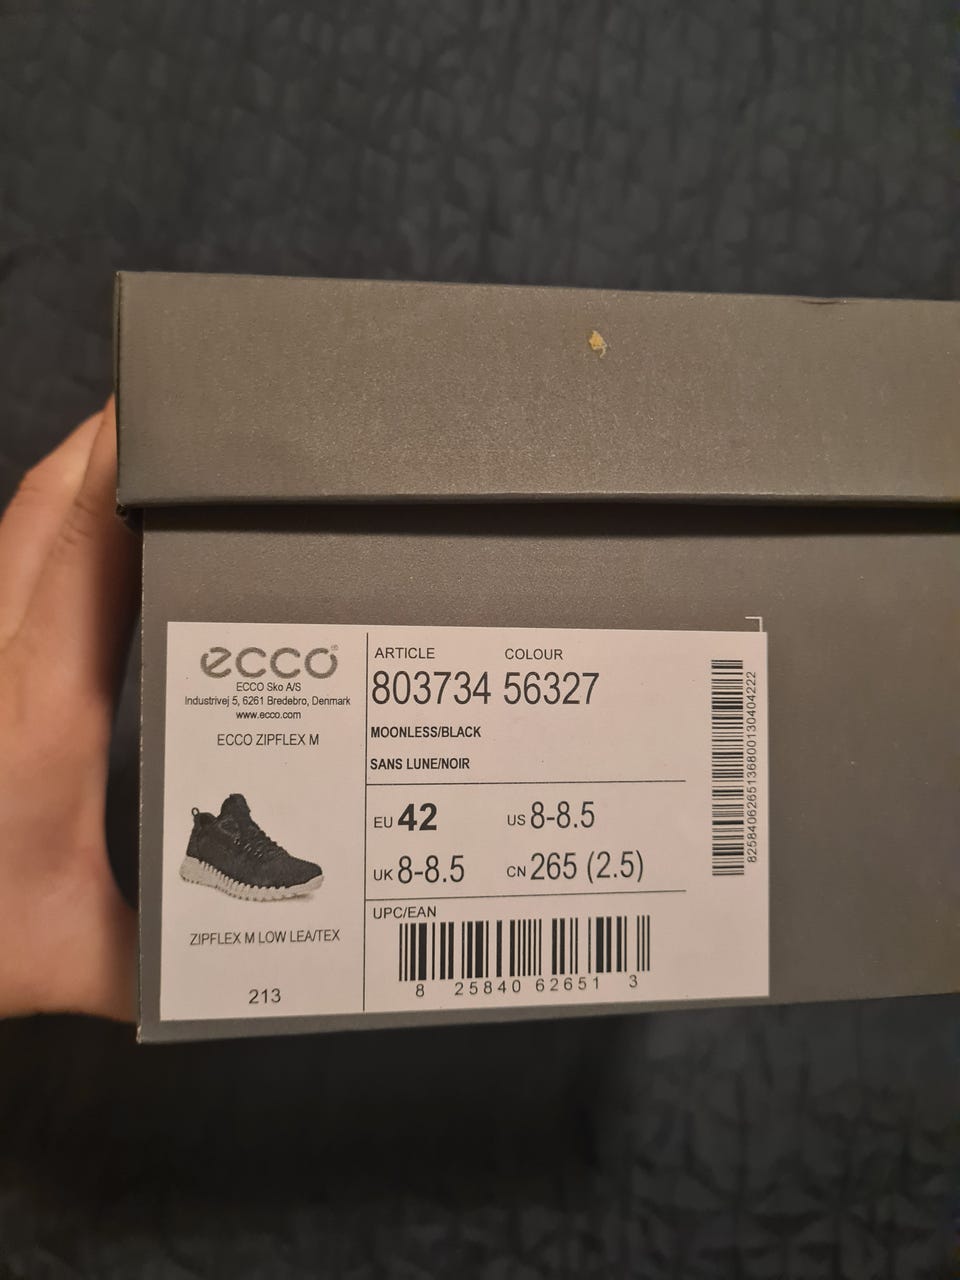 ecco®
ECCO Sko A/S
Industrivej 5, 6261 Bredebro, Denmark
www.ecco.com
ECCO ZIPFLEX M
ZIPFLEX M LOW LEA/TEX
213
ARTICLE COLOUR
803734 56327
MOONLESS/BLACK
SANS LUNE/NOIR
EU 42 US 8-8.5
UK 8-8.5 CN 265 (2.5)
UPC/EAN
8 25840 62651 3
8258406265136800130404222